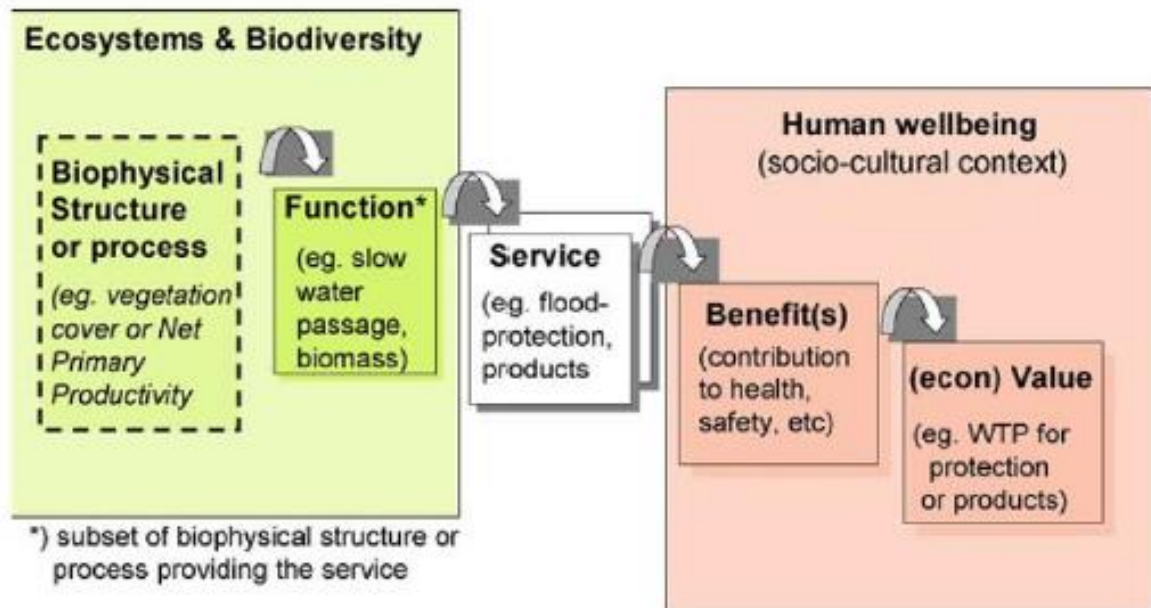 Ecosystems & Biodiversity
Biophysical
Structure
or process
(eg. vegetation
cover or Net
Primary
Productivity
Function*
(eg. slow
water
passage,
biomass)
Service
(eg. flood-
protection,
products
Human wellbeing
(socio-cultural context)
Benefit(s)
(contribution
to health,
safety, etc)
(econ) Value
(eg. WTP for
protection
or products)
*) subset of biophysical structure or
process providing the service